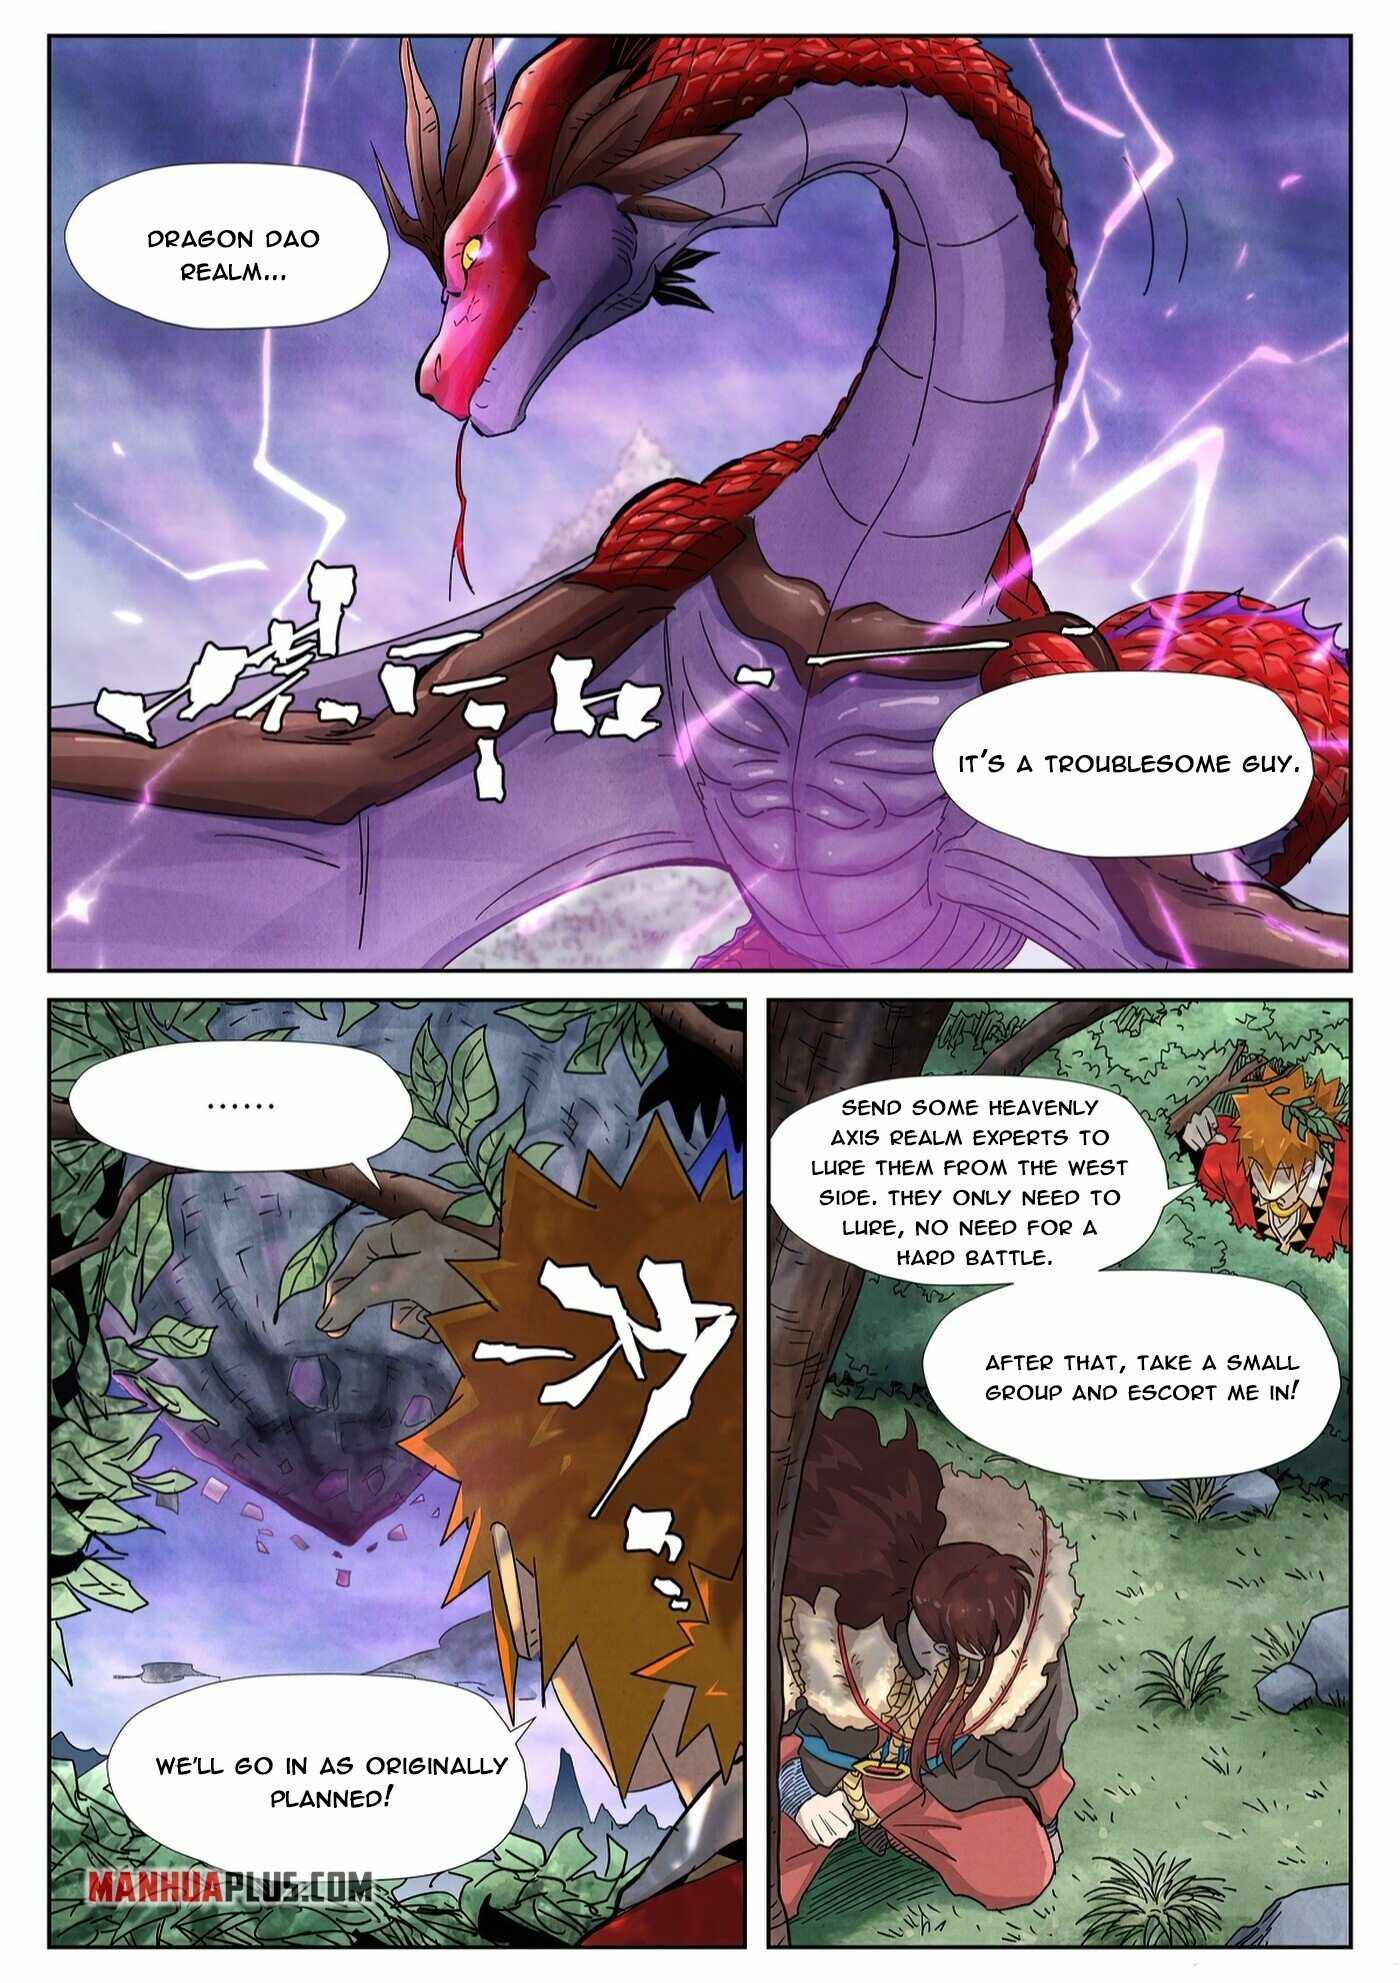 DRAGON DAO
REALM...
IT'S A TROUBLESOME GUY.
......
WE'LL GO IN AS ORIGINALLY
PLANNED!
MANHUAPLUS.COM
SEND SOME HEAVENLY
AXIS REALM EXPERTS TO
LURE THEM FROM THE WEST
SIDE. THEY ONLY NEED TO
LURE, NO NEED FOR A
HARD BATTLE.
AFTER THAT, TAKE A SMALL
GROUP AND ESCORT ME IN!